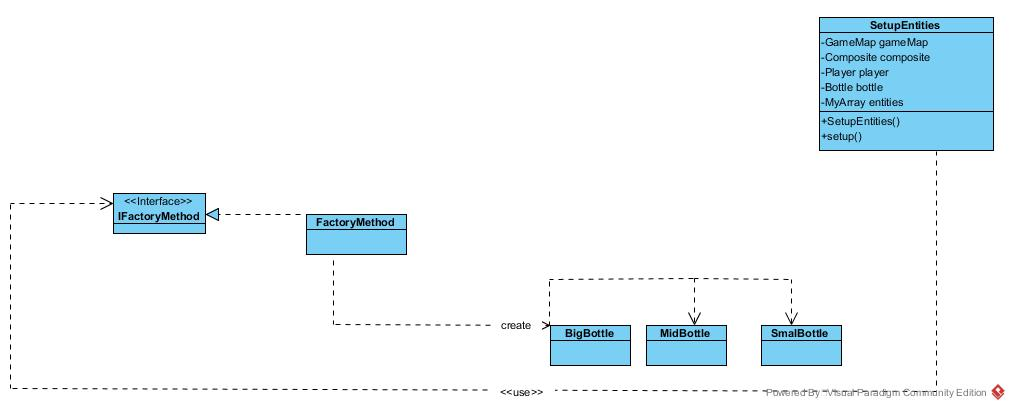 SetupEntities
-GameMap gameMap
-Composite composite
-Player player
-Bottle bottle
-MyArray entities
+SetupEntities()
+setup()
<<Interface>>
IFactoryMethod
FactoryMethod
create
BigBottle
MidBottle
SmalBottle
<<use>>
Powered By Visual Paradigm Community Edition